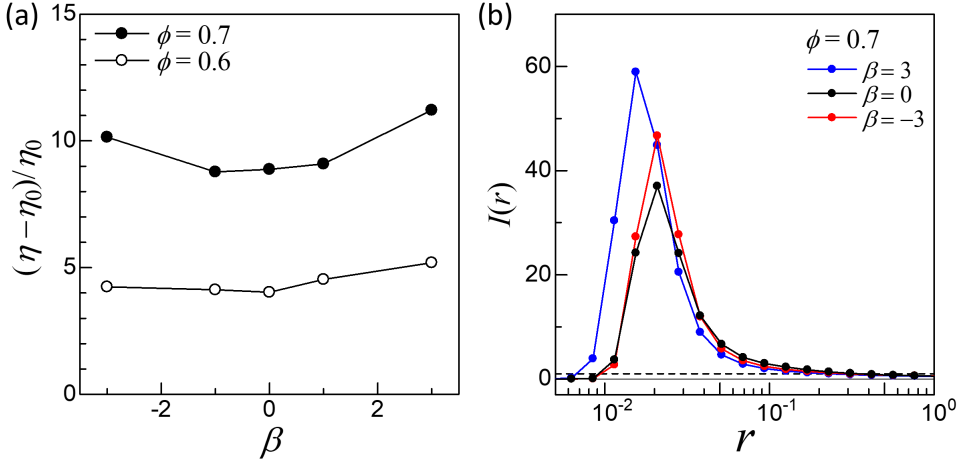 (a)
15
10
5
0
ϕ = 0.7
ϕ = 0.6
(η − η₀)/η₀
-2
0
2
β
(b)
60
40
20
0
ϕ = 0.7
β = 3
β = 0
β = −3
I(r)
10⁻²
10⁻¹
10⁰
r